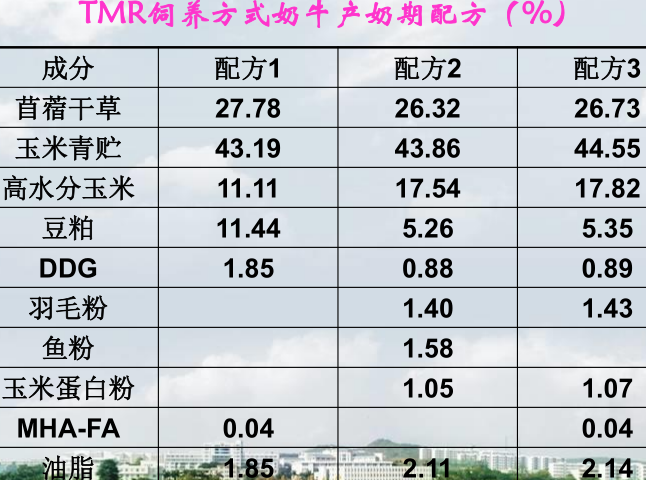 TMR饲养方式奶牛产奶期配方（%）
成分 配方1 配方2 配方3
苜蓿干草 27.78 26.32 26.73
玉米青贮 43.19 43.86 44.55
高水分玉米 11.11 17.54 17.82
豆粕 11.44 5.26 5.35
DDG 1.85 0.88 0.89
羽毛粉 1.40 1.43
鱼粉 1.58
玉米蛋白粉 1.05 1.07
MHA-FA 0.04 0.04
油脂 1.85 2.11 2.14